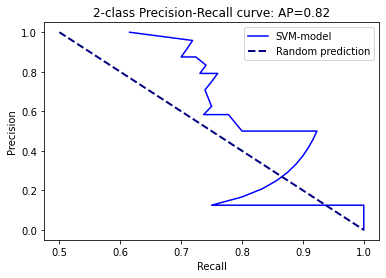 2-class Precision-Recall curve: AP=0.82
SVM-model
Random prediction
1.0
0.8
0.6
0.4
0.2
0.0
Precision
0.5 0.6 0.7 0.8 0.9 1.0
Recall